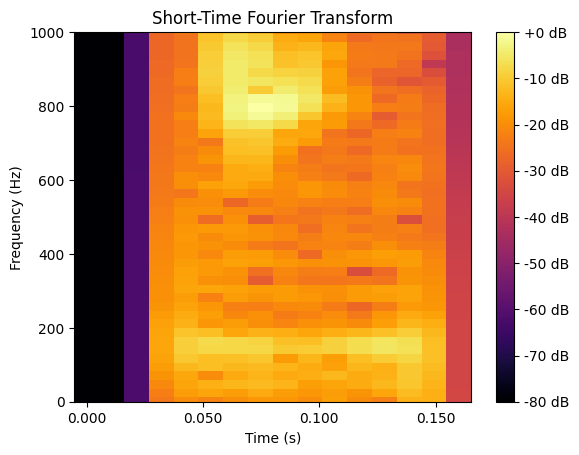 Short-Time Fourier Transform
Frequency (Hz)
1000
800
600
400
200
0
0.000
0.050
0.100
0.150
Time (s)
+0 dB
-10 dB
-20 dB
-30 dB
-40 dB
-50 dB
-60 dB
-70 dB
-80 dB